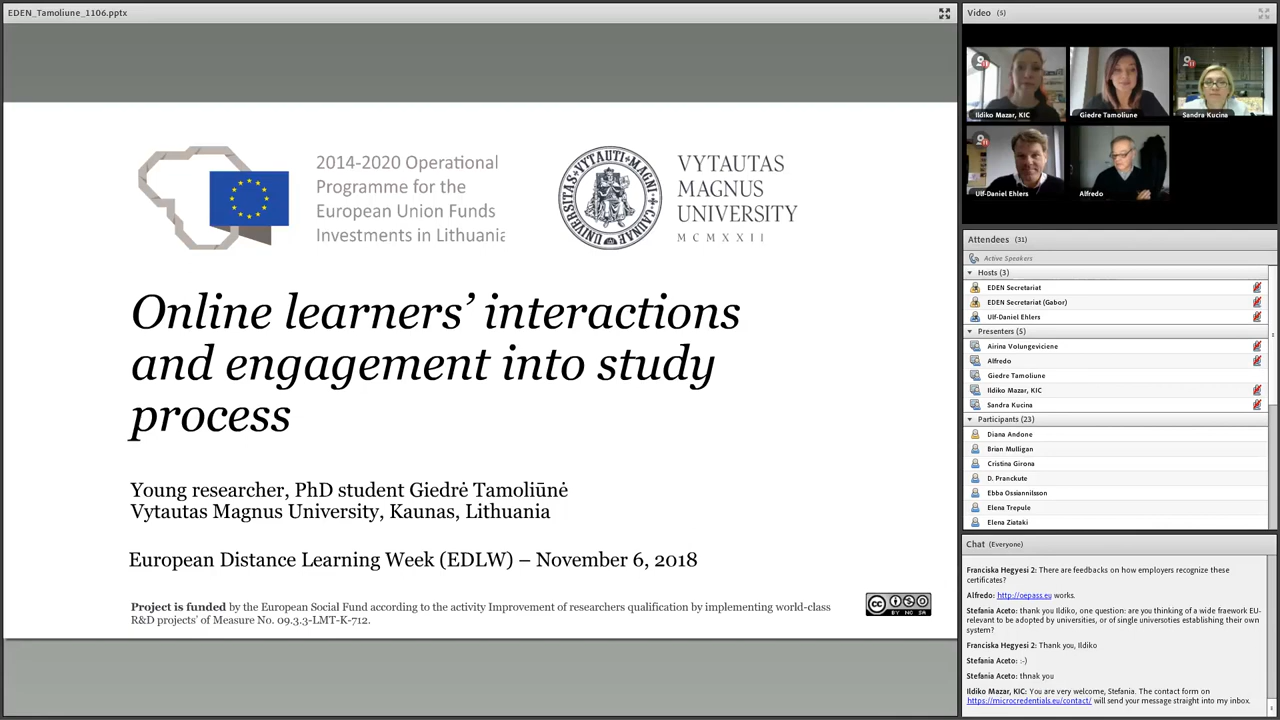 EDEN_Tamoliune_1106.pptx
2014-2020 Operational
Programme for the
European Union Funds
Investments in Lithuania
VYTAUTAS
MAGNUS
UNIVERSITY
MCMXXII
Online learners’ interactions
and engagement into study
process
Young researcher, PhD student Giedrė Tamoliūnė
Vytautas Magnus University, Kaunas, Lithuania
European Distance Learning Week (EDLW) – November 6, 2018
Project is funded by the European Social Fund according to the activity Improvement of researchers qualification by implementing world-class
R&D projects’ of Measure No. 09.3.3-LMT-K-712.
cc
BY NC SA
Video (5)
Ildiko Mazar, KIC
Giedre Tamoliune
Sandra Kucina
Ulf-Daniel Ehlers
Alfredo
Attendees (31)
Active Speakers
Hosts (3)
EDEN Secretariat
EDEN Secretariat (Gabor)
Ulf-Daniel Ehlers
Presenters (5)
Airina Volungeviciene
Alfredo
Giedre Tamoliune
Ildiko Mazar, KIC
Sandra Kucina
Participants (23)
Diana Andone
Brian Mulligan
Cristina Girona
D. Pranckute
Ebba Ossiannilsson
Elena Trepule
Elena Ziataki
Chat (Everyone)
Franciska Hegyesi 2: There are feedbacks on how employers recognize these
certificates?
Alfredo: http://oepass.eu works.
Stefania Aceto: thank you Ildiko, one question: are you thinking of a wide fraework EU-
relevant to be adopted by universities, or of single universoties establishing their own
system?
Franciska Hegyesi 2: Thank you, Ildiko
Stefania Aceto: :-)
Stefania Aceto: thnak you
Ildiko Mazar, KIC: You are very welcome, Stefania. The contact form on
https://microcredentials.eu/contact/ will send your message straight into my inbox.